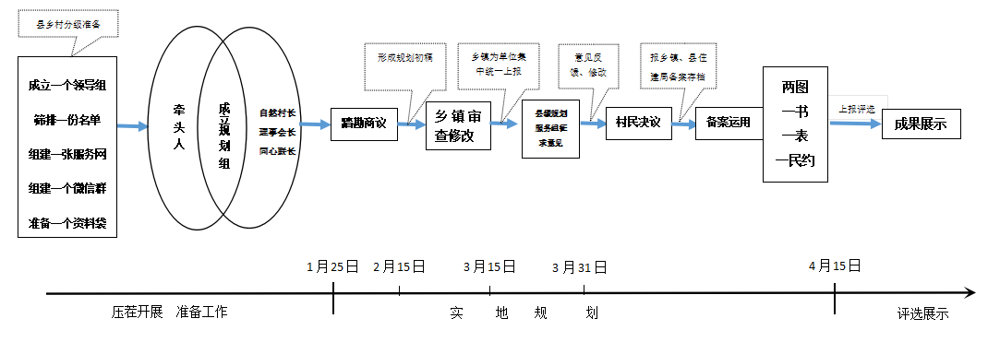 县乡村分级准备
成立一个领导组
筛排一份名单
组建一张服务网
组建一个微信群
准备一个资料袋
牵头人
成立规划组
自然村长
理事会长
同心联长
踏勘商议
形成规划初稿
乡镇审
查修改
乡镇为单位集
中统一上报
县级规划
服务组征
求意见
意见反
馈、修改
村民决议
报乡镇、县住
建局备案存档
备案运用
两图
一书
一表
一民约
上报评选
成果展示
1月25日
2月15日
3月15日
3月31日
4月15日
压茬开展 准备工作
实地规划
评选展示